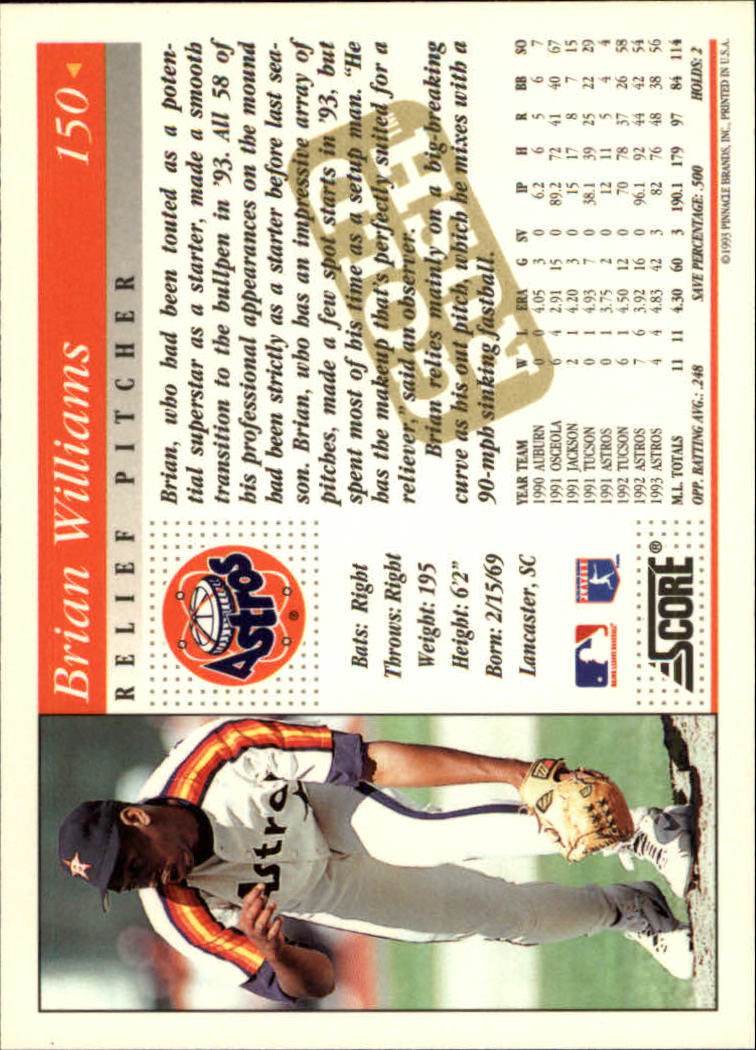 Brian Williams 150
RELIEF PITCHER
Astros
®
Bats: Right
Throws: Right
Weight: 195
Height: 6'2"
Born: 2/15/69
Lancaster, SC
SCORE®
Brian, who had been touted as a poten-
tial superstar as a starter, made a smooth
transition to the bullpen in '93. All 58 of
his professional appearances on the mound
had been strictly as a starter before last sea-
son. Brian, who has an impressive array of
pitches, made a few spot starts in '93, but
spent most of his time as a setup man. "He
has the makeup that's perfectly suited for a
reliever," said an observer.
Brian relies mainly on a big-breaking
curve as his out pitch, which he mixes with a
90-mph sinking fastball.
GOLD
RUSH
YEAR TEAM W L ERA G SV IP H R BB SO
1990 AUBURN 0 0 4.05 3 0 6.2 6 5 6 7
1991 OSCEOLA 6 4 2.91 15 0 89.2 72 41 40 67
1991 JACKSON 2 1 4.20 3 0 15 17 8 7 15
1991 TUCSON 0 1 4.93 7 0 38.1 39 25 22 29
1991 ASTROS 0 1 3.75 2 0 12 11 5 4 4
1992 TUCSON 6 1 4.50 12 0 70 78 37 26 58
1992 ASTROS 7 6 3.92 16 0 96.1 92 44 42 54
1993 ASTROS 4 4 4.83 42 3 82 76 48 38 56
M.L. TOTALS 11 11 4.30 60 3 190.1 179 97 84 114
OPP. BATTING AVG.: .248 SAVE PERCENTAGE: .500 HOLDS: 2
©1993 PINNACLE BRANDS, INC., PRINTED IN U.S.A.
Astro